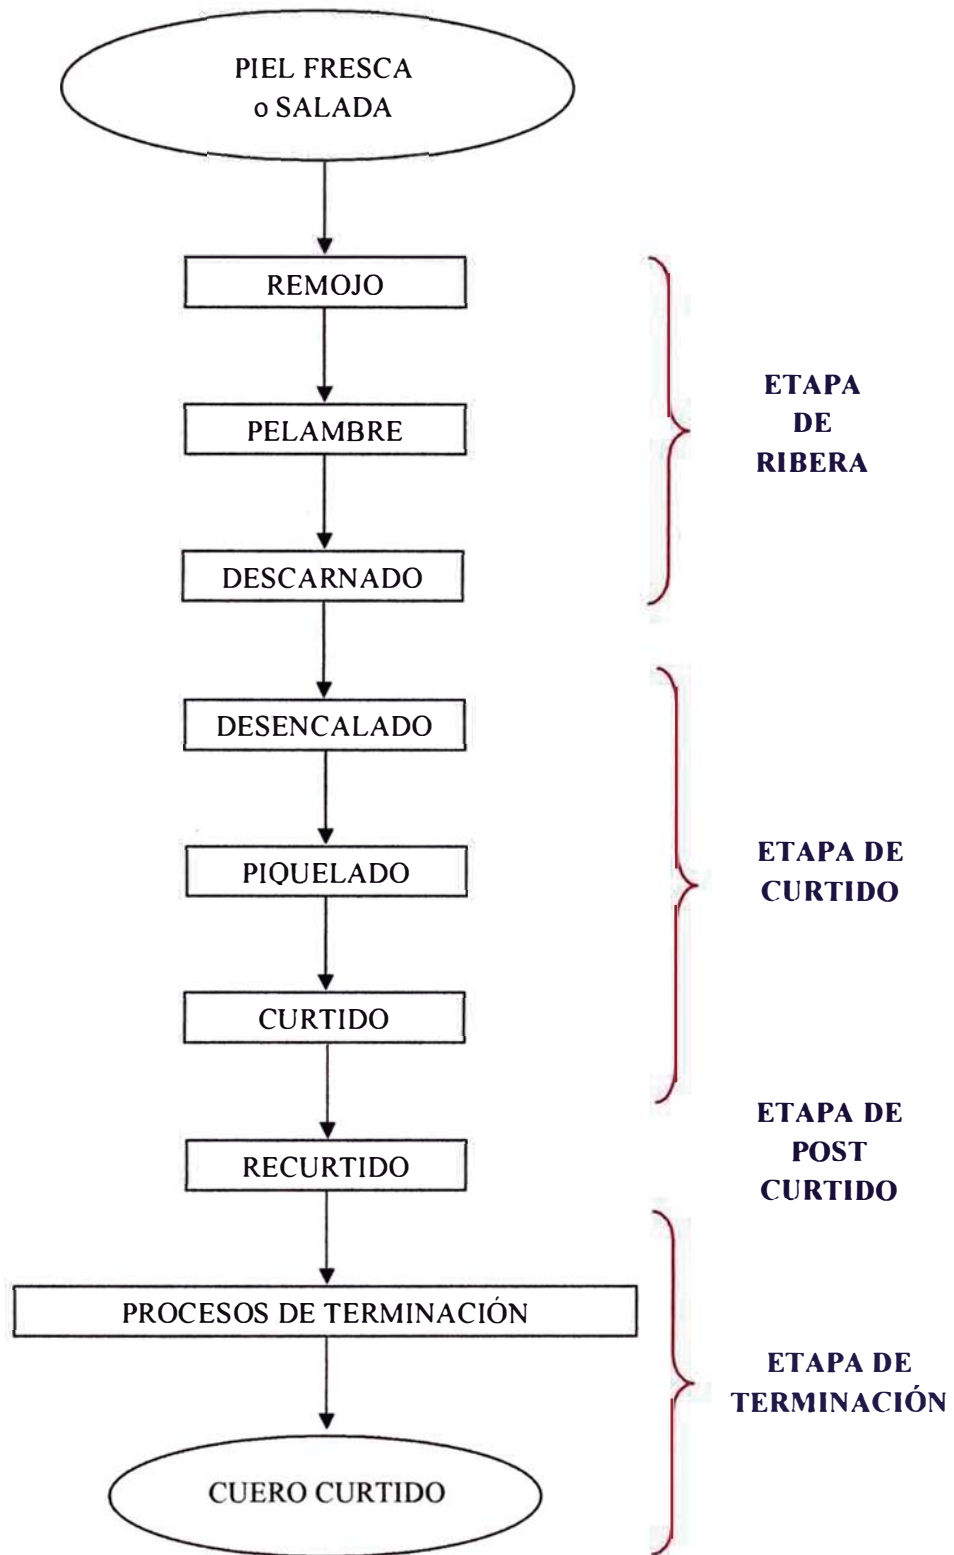 PIEL FRESCA
o SALADA
REMOJO
PELAMBRE
DESCARNADO
ETAPA
DE
RIBERA
DESENCALADO
PIQUELADO
CURTIDO
ETAPA DE
CURTIDO
RECURTIDO
ETAPA DE
POST
CURTIDO
PROCESOS DE TERMINACIÓN
CUERO CURTIDO
ETAPA DE
TERMINACIÓN